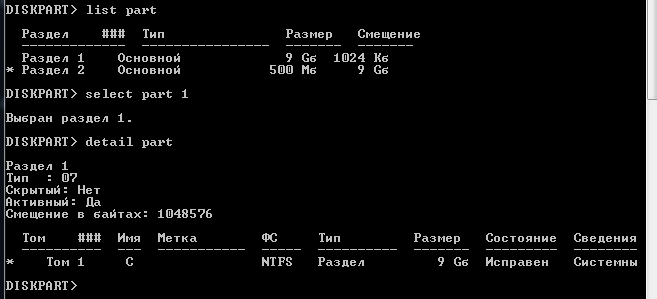 DISKPART> list part
Раздел ### Тип Размер Смещение
------------- ---------------- ------- --------
Раздел 1 Основной 9 Gб 1024 Кб
* Раздел 2 Основной 500 Mб 9 Gб
DISKPART> select part 1
Выбран раздел 1.
DISKPART> detail part
Раздел 1
Тип : 07
Скрытый: Нет
Активный: Да
Смещение в байтах: 1048576
Том ### Имя Метка ФС Тип Размер Состояние Сведения
---------- --- ----------- ----- ---------- ------- --------- --------
* Том 1 C NTFS Раздел 9 Gб Исправен Системны
DISKPART>